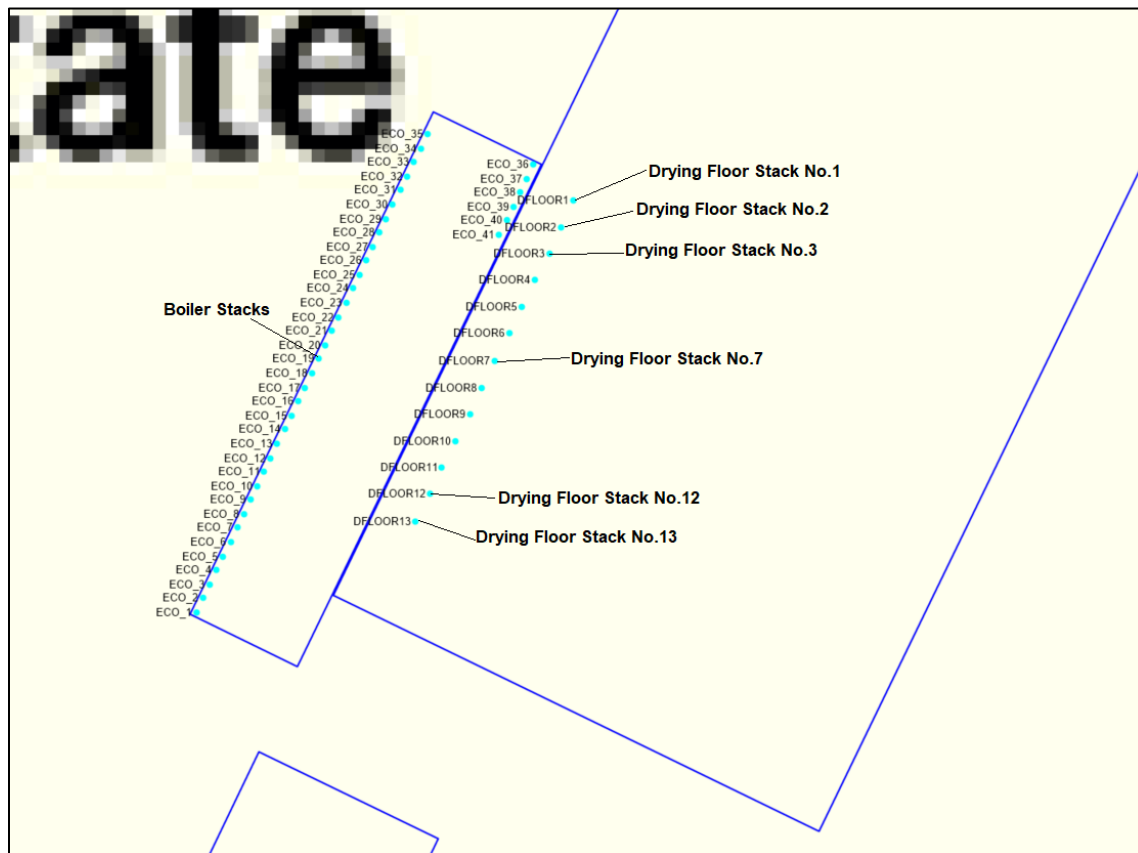 ate
ECO_35
ECO_34
ECO_33
ECO_32
ECO_31
ECO_30
ECO_29
ECO_28
ECO_27
ECO_26
ECO_25
ECO_24
ECO_23
ECO_22
ECO_21
ECO_20
ECO_19
ECO_18
ECO_17
ECO_16
ECO_15
ECO_14
ECO_13
ECO_12
ECO_11
ECO_10
ECO_9
ECO_8
ECO_7
ECO_6
ECO_5
ECO_4
ECO_3
ECO_2
ECO_1
Boiler Stacks
ECO_36
ECO_37
ECO_38
ECO_39
ECO_40
ECO_41
DFLOOR1
DFLOOR2
DFLOOR3
DFLOOR4
DFLOOR5
DFLOOR6
DFLOOR7
DFLOOR8
DFLOOR9
DFLOOR10
DFLOOR11
DFLOOR12
DFLOOR13
Drying Floor Stack No.1
Drying Floor Stack No.2
Drying Floor Stack No.3
Drying Floor Stack No.7
Drying Floor Stack No.12
Drying Floor Stack No.13